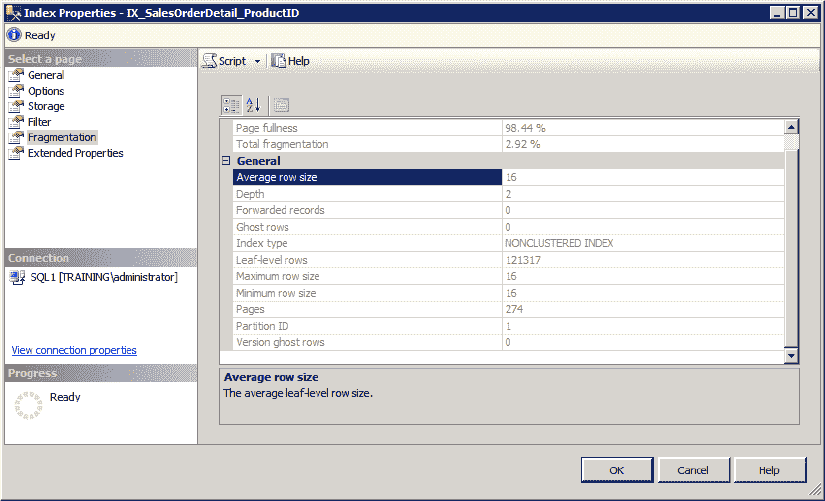 Index Properties - IX_SalesOrderDetail_ProductID
Ready
Select a page
General
Options
Storage
Filter
Fragmentation
Extended Properties
Connection
SQL1 [TRAINING\administrator]
View connection properties
Progress
Ready
Script Help
Page fullness 98.44 %
Total fragmentation 2.92 %
General
Average row size 16
Depth 2
Forwarded records 0
Ghost rows 0
Index type NONCLUSTERED INDEX
Leaf-level rows 121317
Maximum row size 16
Minimum row size 16
Pages 274
Partition ID 1
Version ghost rows 0
Average row size
The average leaf-level row size.
OK Cancel Help